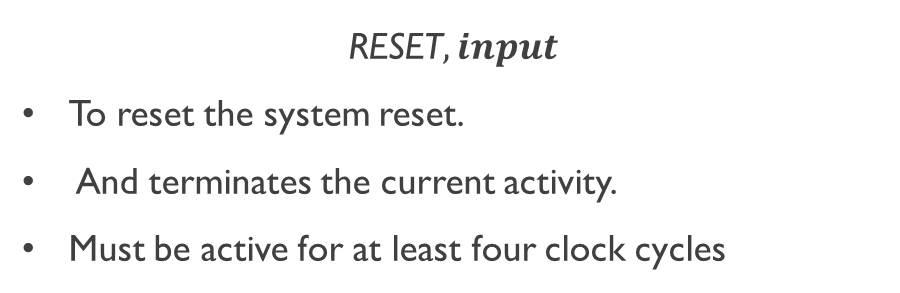 RESET, input
• To reset the system reset.
• And terminates the current activity.
• Must be active for at least four clock cycles